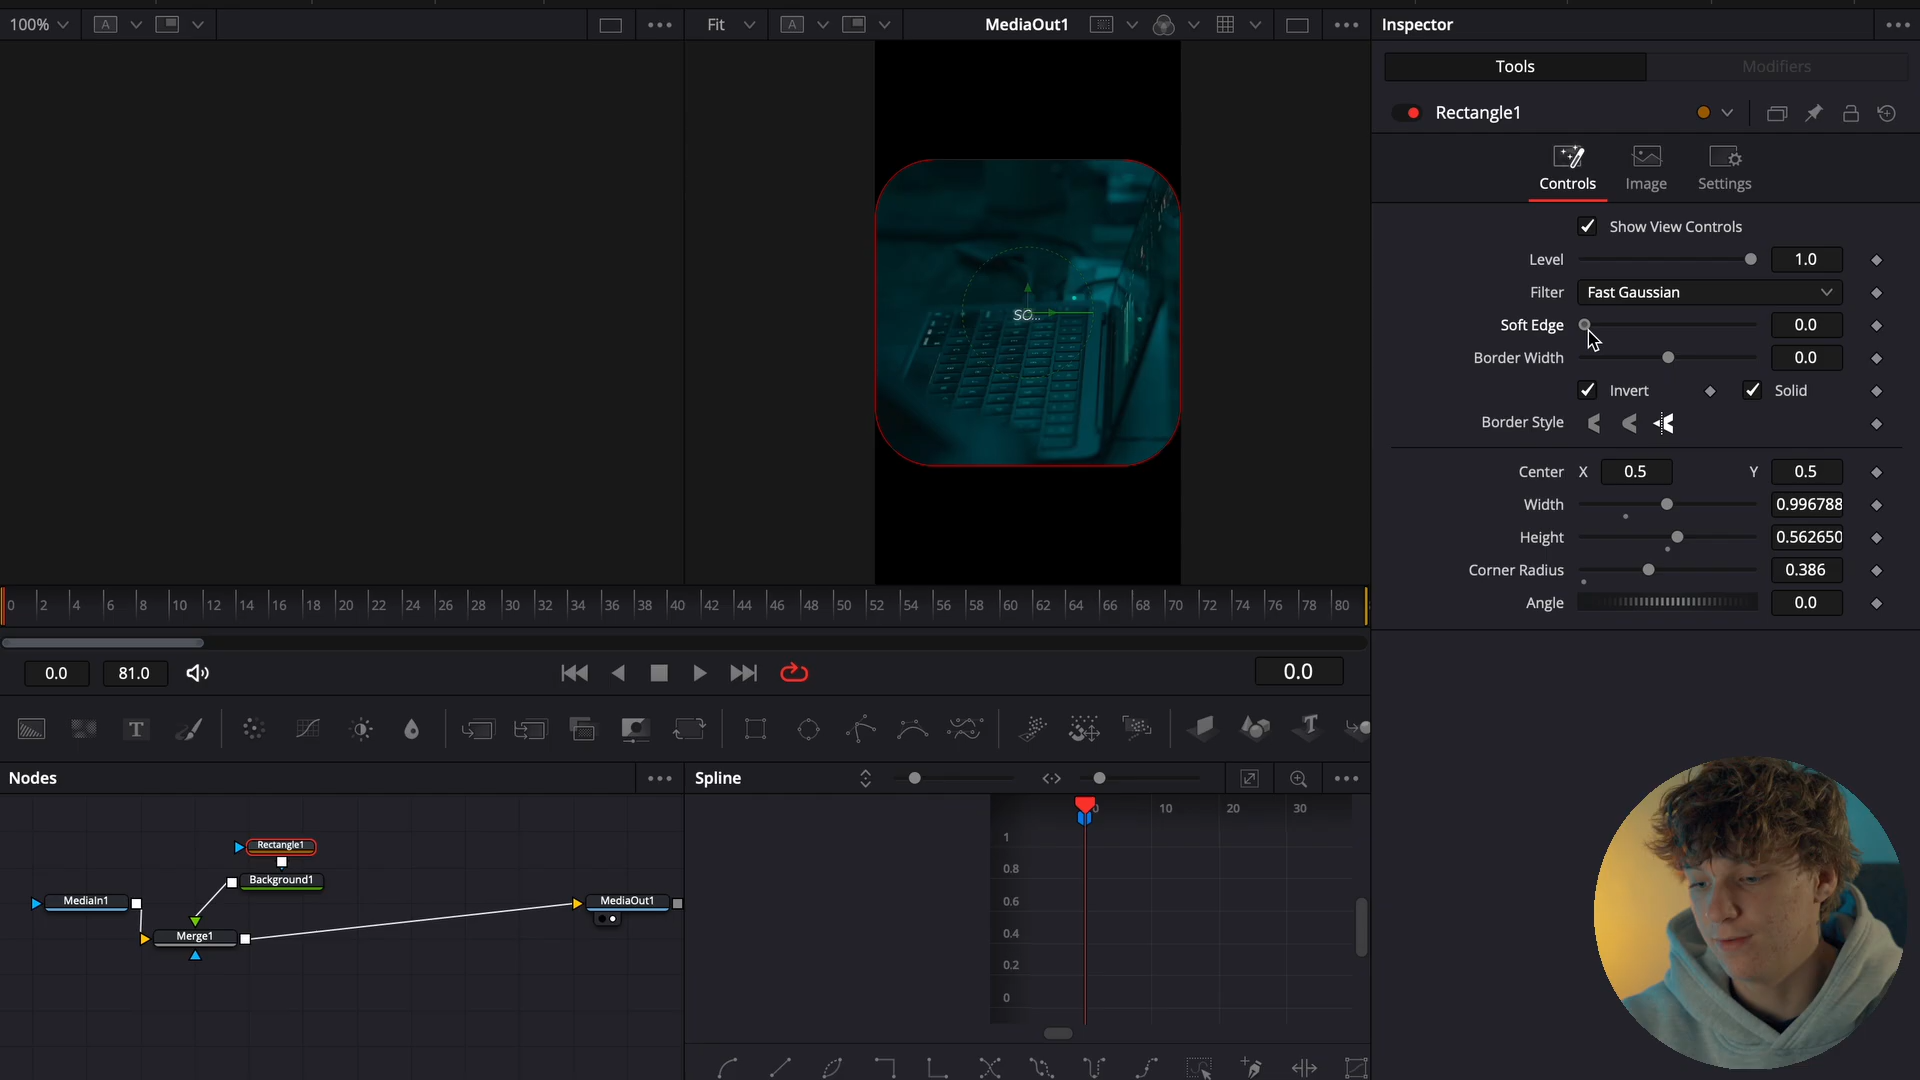 100%
A
Fit
A
MediaOut1
Inspector
Tools
Modifiers
Rectangle1
Controls
Image
Settings
Show View Controls
Level
1.0
Filter
Fast Gaussian
Soft Edge
0.0
Border Width
0.0
Invert
Solid
Border Style
Center
X
0.5
Y
0.5
Width
0.996788
Height
0.562650
Corner Radius
0.386
Angle
0.0
SO...
0 2 4 6 8 10 12 14 16 18 20 22 24 26 28 30 32 34 36 38 40 42 44 46 48 50 52 54 56 58 60 62 64 66 68 70 72 74 76 78 80
0.0
81.0
0.0
T
T
Nodes
Spline
Rectangle1
Background1
MediaIn1
Merge1
MediaOut1
0 10 20 30
1
0.8
0.6
0.4
0.2
0